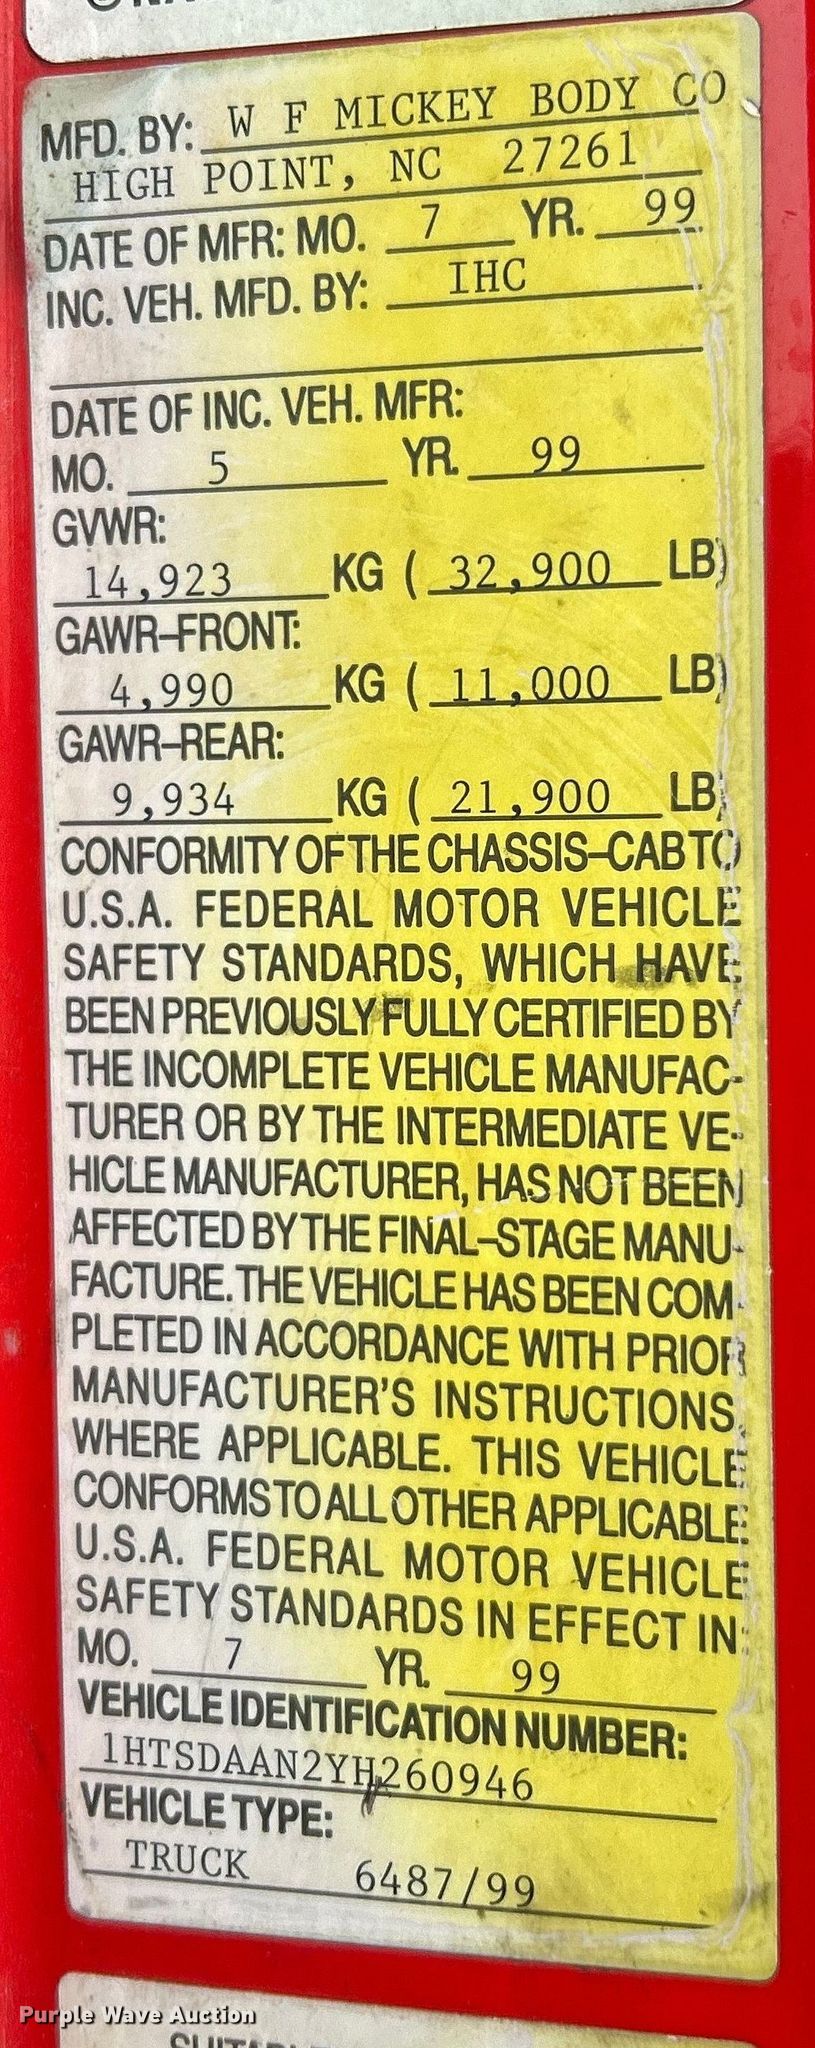 MFD. BY: W F MICKEY BODY CO
HIGH POINT, NC 27261
DATE OF MFR: MO. 7 YR. 99
INC. VEH. MFD. BY: IHC
DATE OF INC. VEH. MFR:
MO. 5 YR. 99
GVWR:
14,923 KG ( 32,900 LB)
GAWR-FRONT:
4,990 KG ( 11,000 LB)
GAWR-REAR:
9,934 KG ( 21,900 LB)
CONFORMITY OF THE CHASSIS-CAB TO
U.S.A. FEDERAL MOTOR VEHICLE
SAFETY STANDARDS, WHICH HAVE
BEEN PREVIOUSLY FULLY CERTIFIED BY
THE INCOMPLETE VEHICLE MANUFAC-
TURER OR BY THE INTERMEDIATE VE-
HICLE MANUFACTURER, HAS NOT BEEN
AFFECTED BY THE FINAL-STAGE MANU-
FACTURE. THE VEHICLE HAS BEEN COM-
PLETED IN ACCORDANCE WITH PRIOR
MANUFACTURER'S INSTRUCTIONS,
WHERE APPLICABLE. THIS VEHICLE
CONFORMS TO ALL OTHER APPLICABLE
U.S.A. FEDERAL MOTOR VEHICLE
SAFETY STANDARDS IN EFFECT IN:
MO. 7 YR. 99
VEHICLE IDENTIFICATION NUMBER:
1HTSDAAN2YH260946
VEHICLE TYPE:
TRUCK 6487/99
Purple Wave Auction